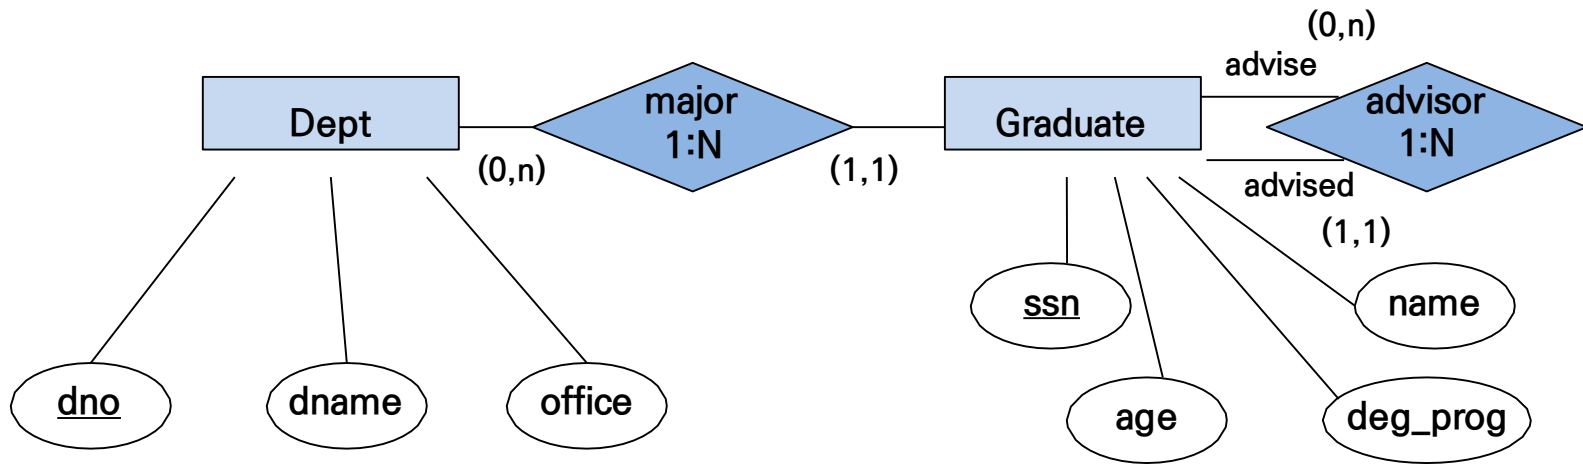 (0,n)
advise
Dept
major
1:N
Graduate
advisor
1:N
(0,n)
(1,1)
advised
(1,1)
ssn
name
dno
dname
office
age
deg_prog